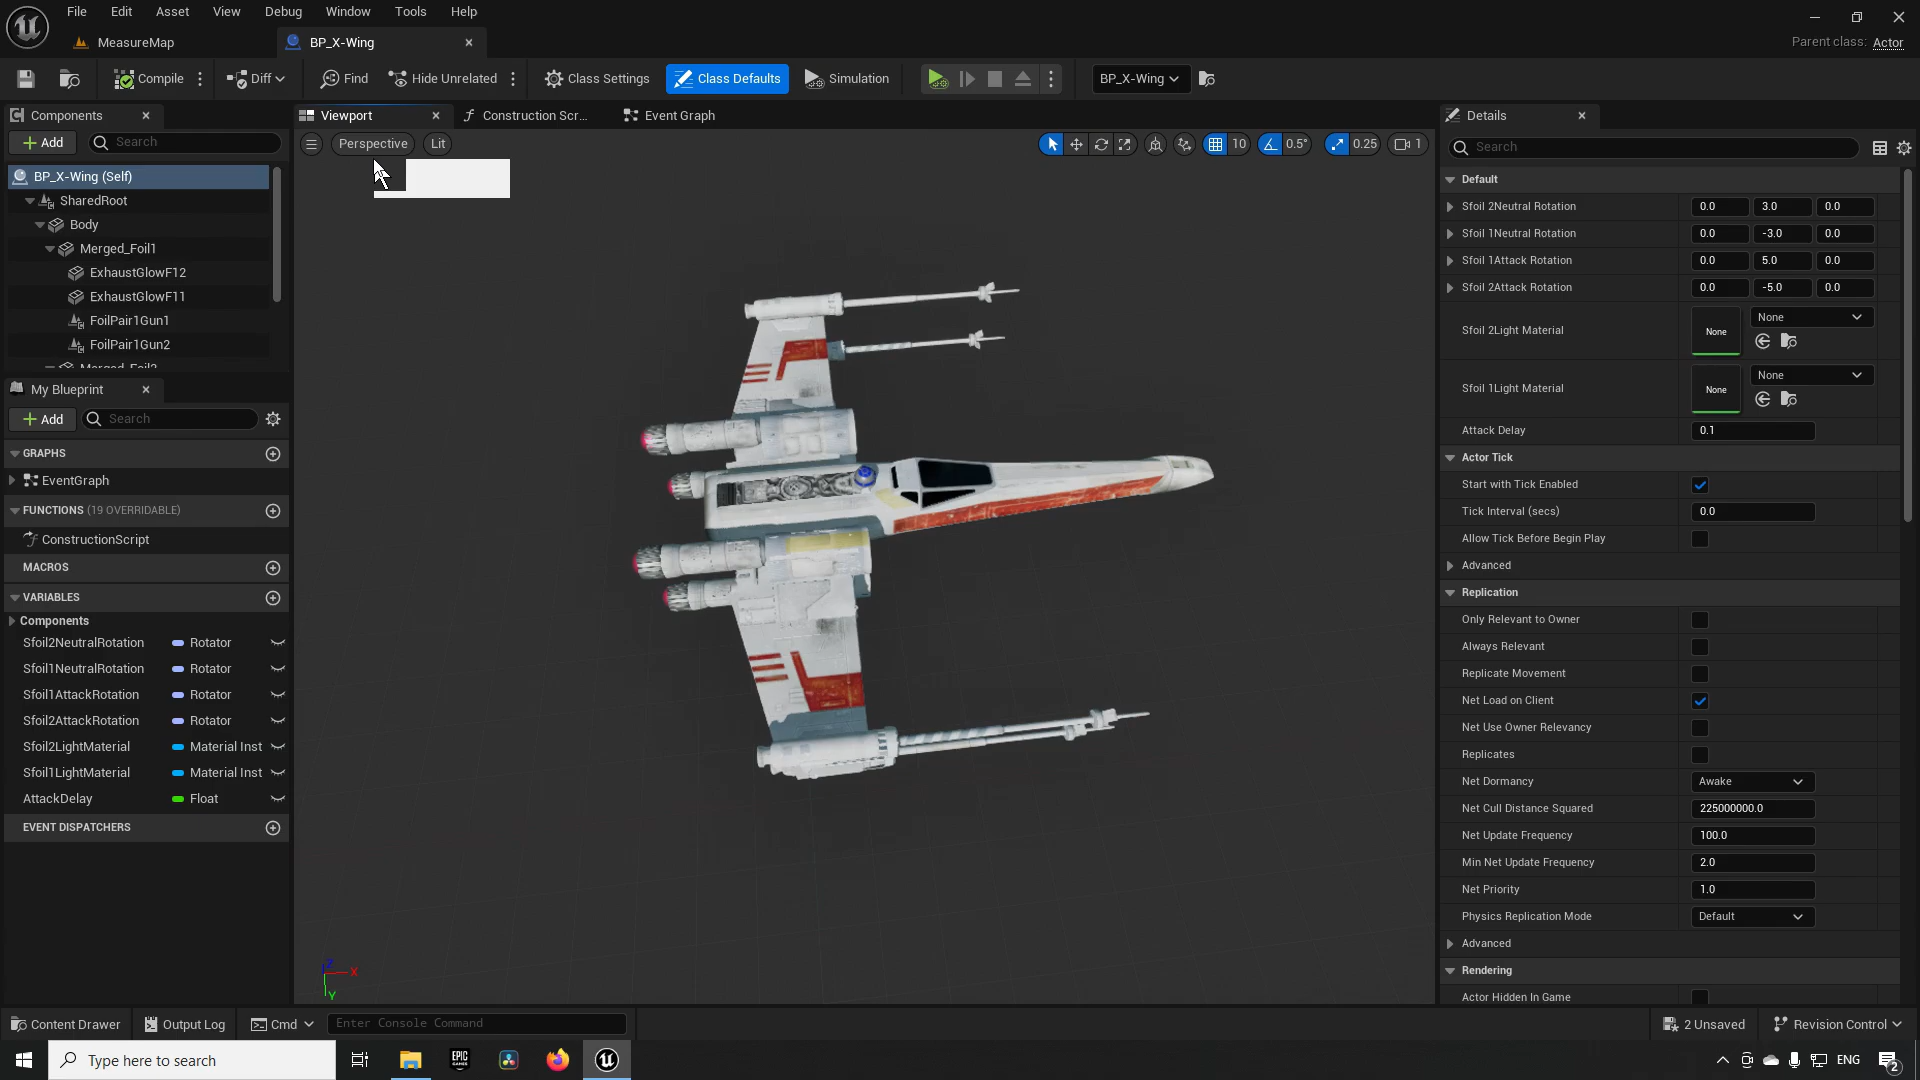 File Edit Asset View Debug Window Tools Help
MeasureMap
BP_X-Wing
Parent class: Actor
Compile
Diff
Find
Hide Unrelated
Class Settings
Class Defaults
Simulation
BP_X-Wing
Components
Add
Search
BP_X-Wing (Self)
SharedRoot
Body
Merged_Foil1
ExhaustGlowF12
ExhaustGlowF11
FoilPair1Gun1
FoilPair1Gun2
My Blueprint
Add
Search
GRAPHS
EventGraph
FUNCTIONS (19 OVERRIDABLE)
ConstructionScript
MACROS
VARIABLES
Components
Sfoil2NeutralRotation Rotator
Sfoil1NeutralRotation Rotator
Sfoil1AttackRotation Rotator
Sfoil2AttackRotation Rotator
Sfoil2LightMaterial Material Inst
Sfoil1LightMaterial Material Inst
AttackDelay Float
EVENT DISPATCHERS
Viewport
Construction Scr...
Event Graph
Perspective
Lit
10
0.5°
0.25
1
Z
X
Y
Details
Search
Default
Sfoil 2Neutral Rotation 0.0 3.0 0.0
Sfoil 1Neutral Rotation 0.0 -3.0 0.0
Sfoil 1Attack Rotation 0.0 5.0 0.0
Sfoil 2Attack Rotation 0.0 -5.0 0.0
Sfoil 2Light Material None None
Sfoil 1Light Material None None
Attack Delay 0.1
Actor Tick
Start with Tick Enabled
Tick Interval (secs) 0.0
Allow Tick Before Begin Play
Advanced
Replication
Only Relevant to Owner
Always Relevant
Replicate Movement
Net Load on Client
Net Use Owner Relevancy
Replicates
Net Dormancy Awake
Net Cull Distance Squared 225000000.0
Net Update Frequency 100.0
Min Net Update Frequency 2.0
Net Priority 1.0
Physics Replication Mode Default
Advanced
Rendering
Actor Hidden In Game
Content Drawer
Output Log
Cmd
Enter Console Command
2 Unsaved
Revision Control
Type here to search
EPIC
GAMES
ENG
2